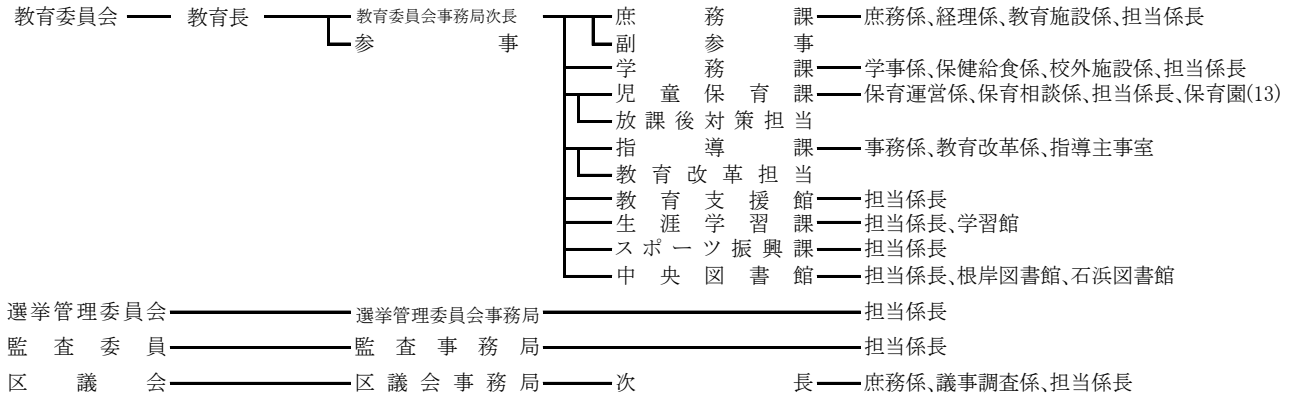 教育委員会 教育長 教育委員会事務局次長 庶務課 庶務係、経理係、教育施設係、担当係長
参事 副参事
学務課 学事係、保健給食係、校外施設係、担当係長
児童保育課 保育運営係、保育相談係、担当係長、保育園(13)
放課後対策担当
指導課 事務係、教育改革係、指導主事室
教育改革担当
教育支援館 担当係長
生涯学習課 担当係長、学習館
スポーツ振興課 担当係長
中央図書館 担当係長、根岸図書館、石浜図書館
選挙管理委員会 選挙管理委員会事務局 担当係長
監査委員 監査事務局 担当係長
区議会 区議会事務局 次長 庶務係、議事調査係、担当係長